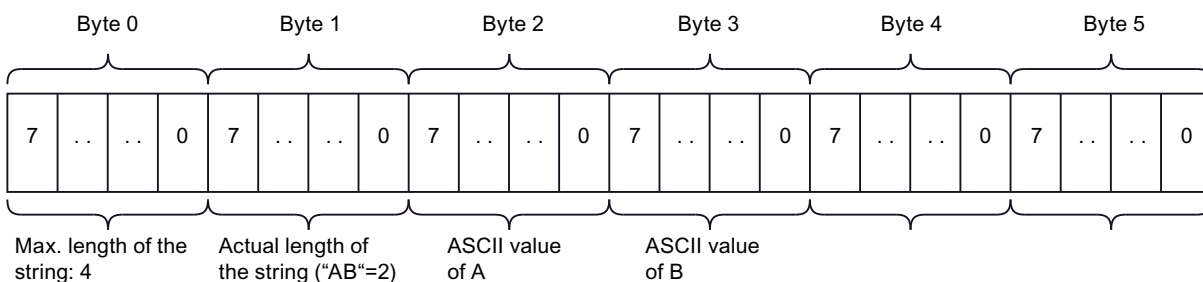 Byte 0 Byte 1 Byte 2 Byte 3 Byte 4 Byte 5
7 .. .. 0 7 .. .. 0 7 .. .. 0 7 .. .. 0 7 .. .. 0 7 .. .. 0
Max. length of the
string: 4
Actual length of
the string (“AB“=2)
ASCII value
of A
ASCII value
of B